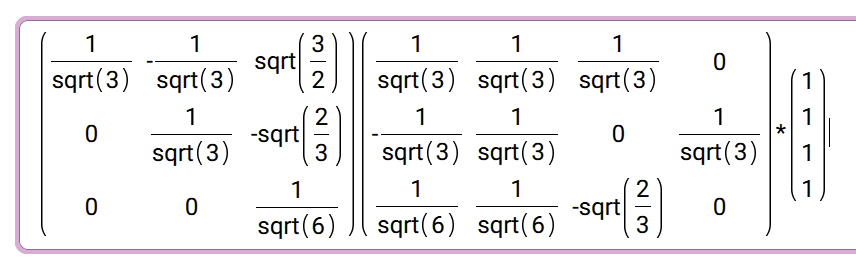 1/sqrt(3) -1/sqrt(3) sqrt(3/2) 1/sqrt(3) 1/sqrt(3) 1/sqrt(3) 0 1
0 1/sqrt(3) -sqrt(2/3) -1/sqrt(3) 1/sqrt(3) 0 1/sqrt(3) * 1
1
0 0 1/sqrt(6) 1/sqrt(6) 1/sqrt(6) -sqrt(2/3) 0 1